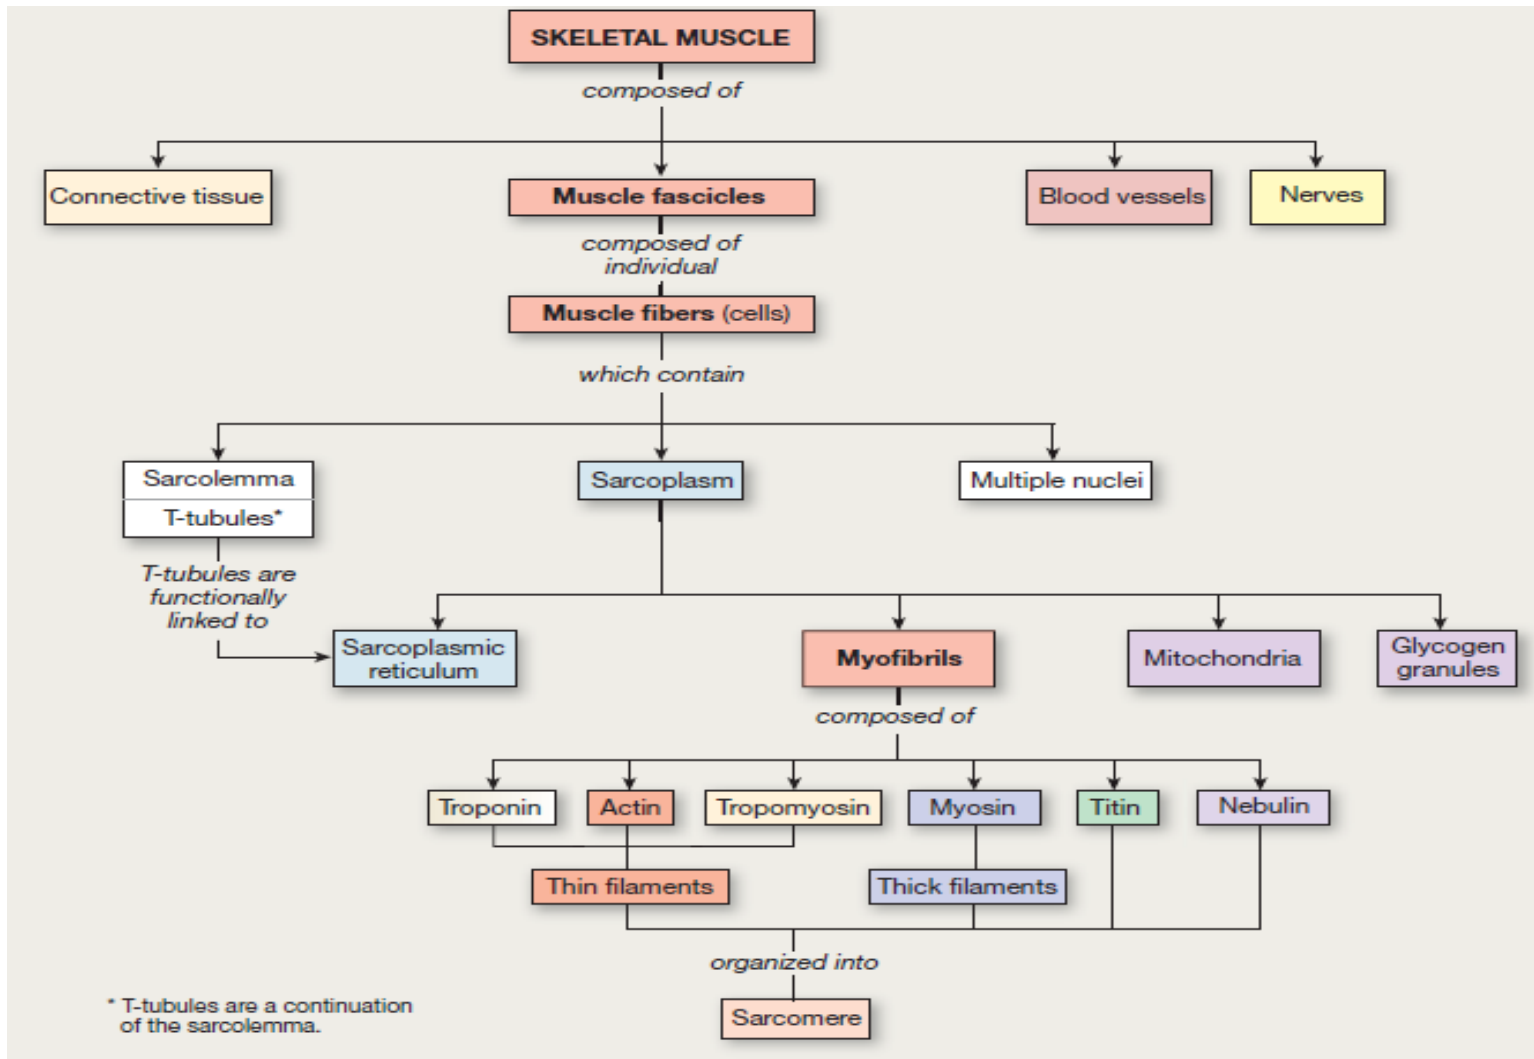 SKELETAL MUSCLE
composed of
Connective tissue
Muscle fascicles
Blood vessels
Nerves
composed of
individual
Muscle fibers (cells)
which contain
Sarcolemma
T-tubules*
Sarcoplasm
Multiple nuclei
T-tubules are
functionally
linked to
Sarcoplasmic
reticulum
Myofibrils
Mitochondria
Glycogen
granules
composed of
Troponin
Actin
Tropomyosin
Myosin
Titin
Nebulin
Thin filaments
Thick filaments
organized into
Sarcomere
* T-tubules are a continuation
of the sarcolemma.